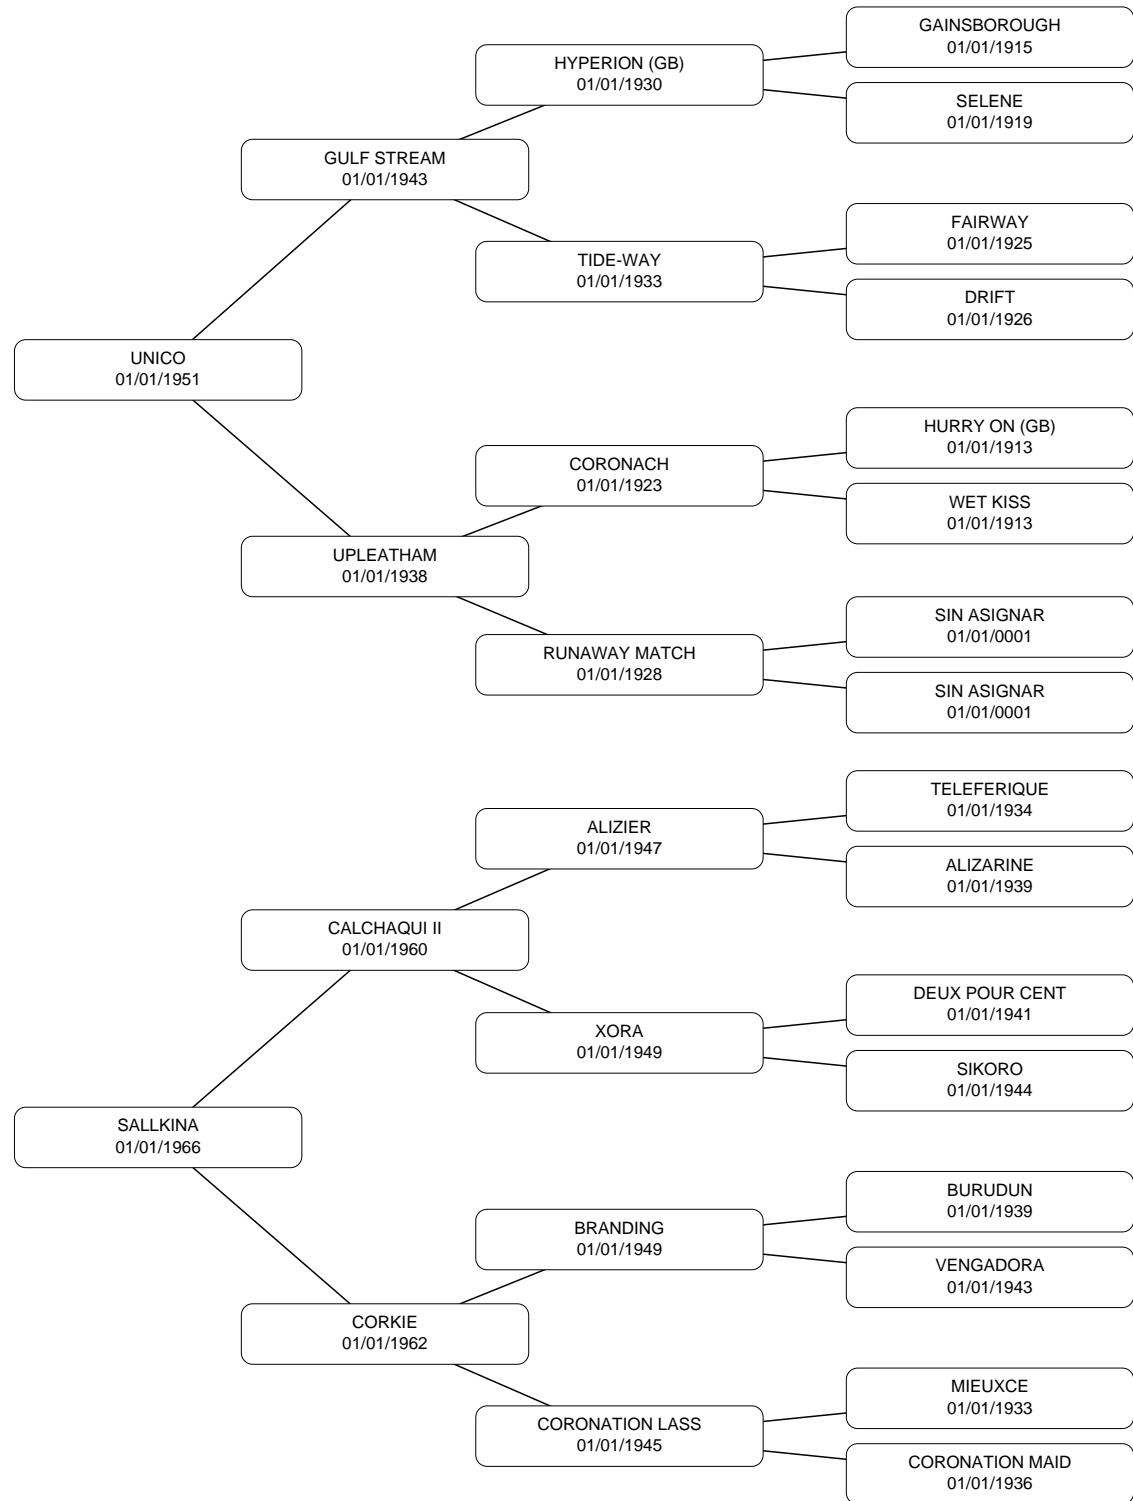 GAINSBOROUGH
01/01/1915
HYPERION (GB)
01/01/1930
SELENE
01/01/1919
GULF STREAM
01/01/1943
FAIRWAY
01/01/1925
TIDE-WAY
01/01/1933
DRIFT
01/01/1926
UNICO
01/01/1951
HURRY ON (GB)
01/01/1913
CORONACH
01/01/1923
WET KISS
01/01/1913
UPLEATHAM
01/01/1938
SIN ASIGNAR
01/01/0001
RUNAWAY MATCH
01/01/1928
SIN ASIGNAR
01/01/0001
TELEFERIQUE
01/01/1934
ALIZIER
01/01/1947
ALIZARINE
01/01/1939
CALCHAQUI II
01/01/1960
DEUX POUR CENT
01/01/1941
XORA
01/01/1949
SIKORO
01/01/1944
SALLKINA
01/01/1966
BURUDUN
01/01/1939
BRANDING
01/01/1949
VENGADORA
01/01/1943
CORKIE
01/01/1962
MIEUXCE
01/01/1933
CORONATION LASS
01/01/1945
CORONATION MAID
01/01/1936